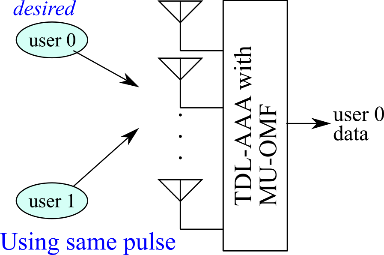 desired
user 0
user 1
Using same pulse
TDL-AAA with
MU-OMF
user 0
data